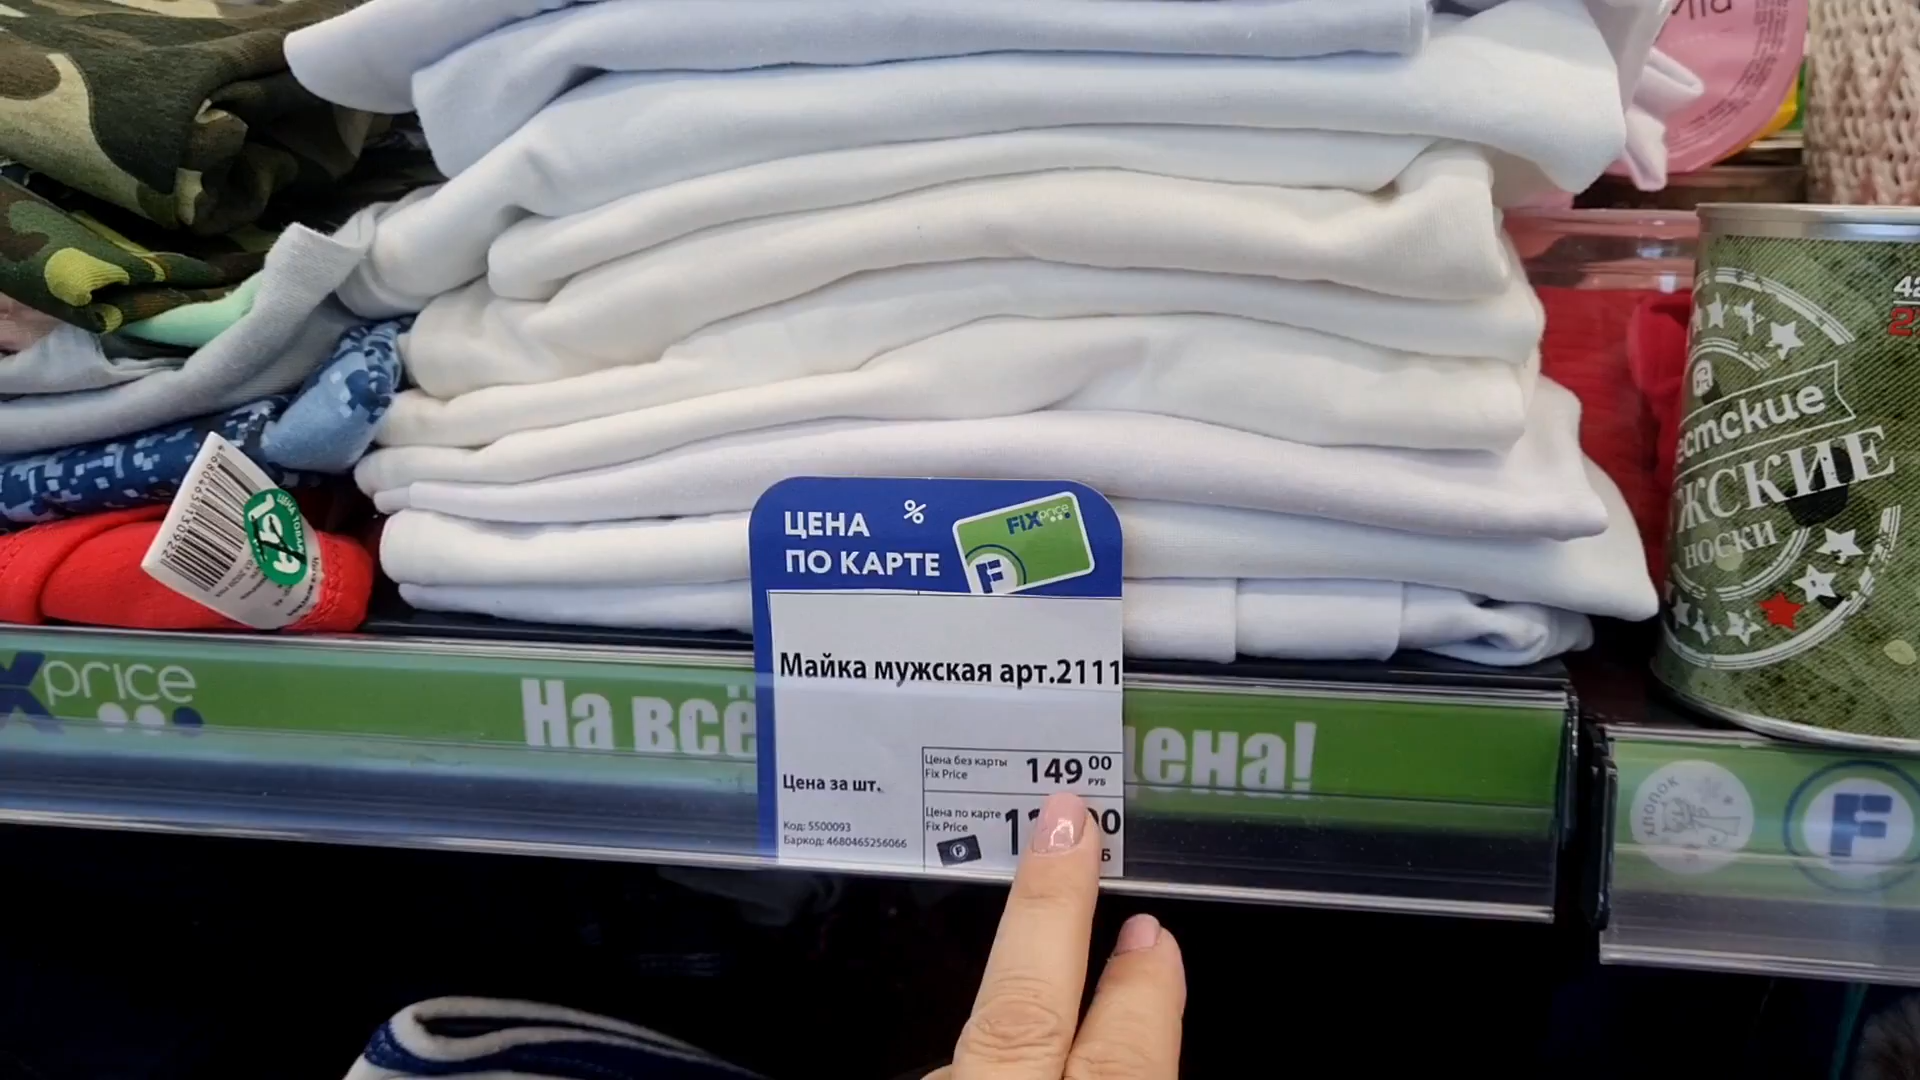 ЦЕНА %
ПО КАРТЕ
FIX price
F
Майка мужская арт.2111
Цена за шт.
Код: 5500093
Баркод: 4680465256066
Цена без карты
Fix Price
149 00
РУБ
Цена по карте
Fix Price
price
На всё
цена!
НОСКИ
ХЛОПОК
F